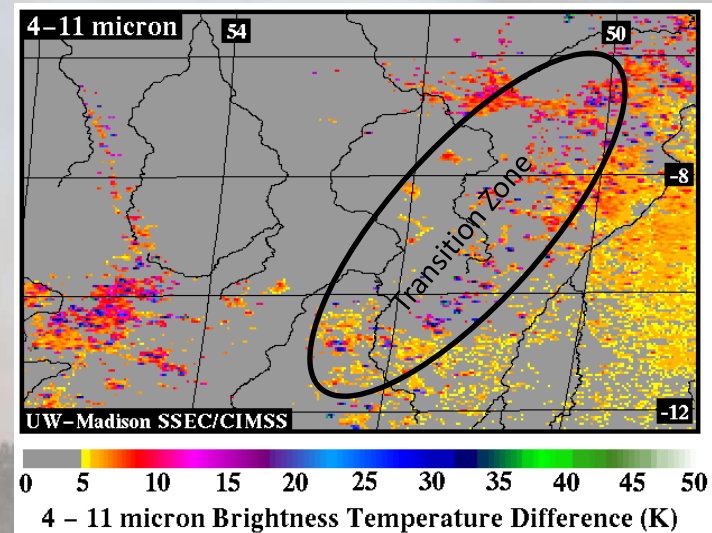 4−11 micron
54
50
−8
Transition Zone
−12
UW−Madison SSEC/CIMSS
0 5 10 15 20 25 30 35 40 45 50
4 − 11 micron Brightness Temperature Difference (K)